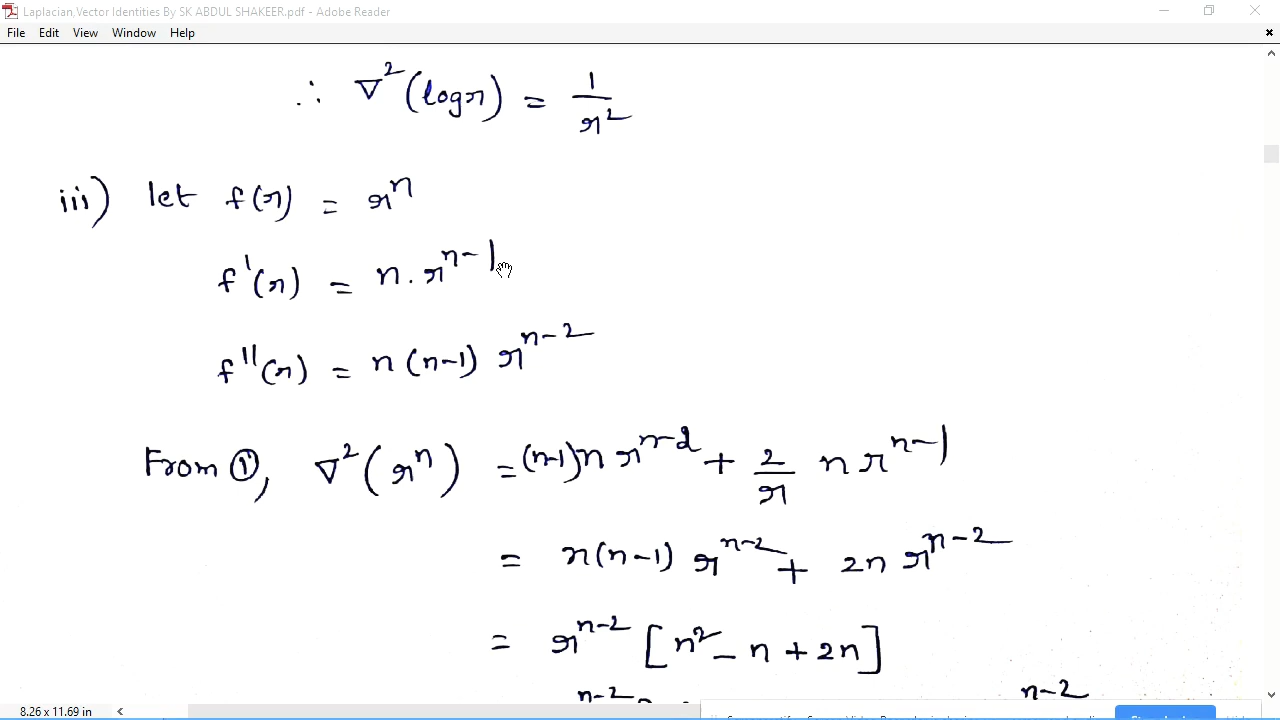 Laplacian,Vector Identities By SK ABDUL SHAKEER.pdf - Adobe Reader
File Edit View Window Help
∴ ∇²(log r) = 1/r²
iii) let f(r) = rⁿ
f'(r) = n · rⁿ⁻¹
f''(r) = n(n-1) rⁿ⁻²
From ①, ∇²(rⁿ) = (n-1)n rⁿ⁻² + 2/r n rⁿ⁻¹
= n(n-1) rⁿ⁻² + 2n rⁿ⁻²
= rⁿ⁻² [n² - n + 2n]
n-2 n-2
8.26 x 11.69 in